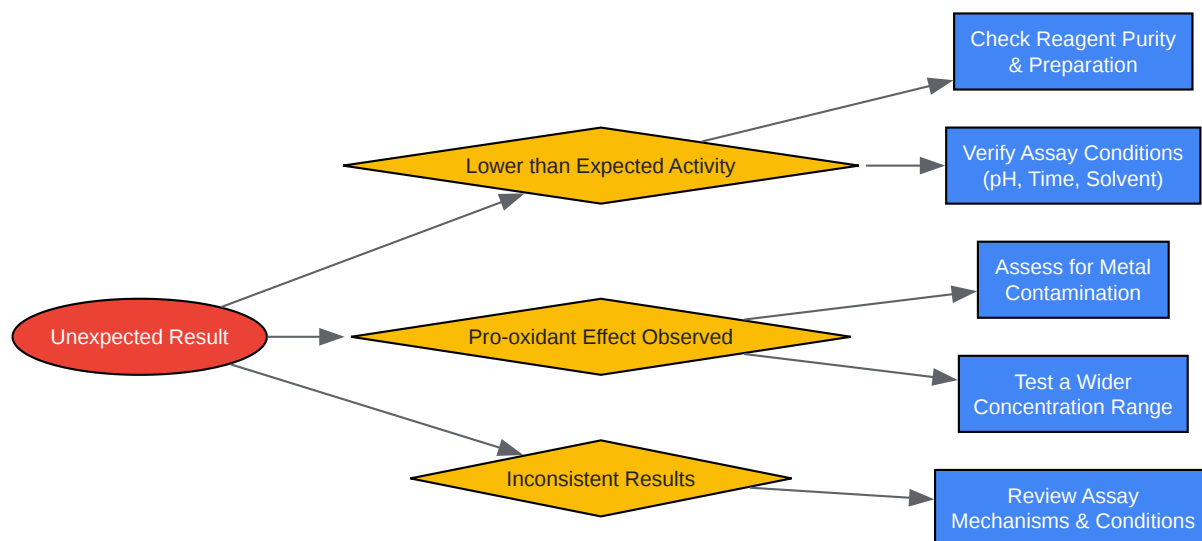 Check Reagent Purity
& Preparation
Lower than Expected Activity
Verify Assay Conditions
(pH, Time, Solvent)
Assess for Metal
Contamination
Unexpected Result
Pro-oxidant Effect Observed
Test a Wider
Concentration Range
Inconsistent Results
Review Assay
Mechanisms & Conditions